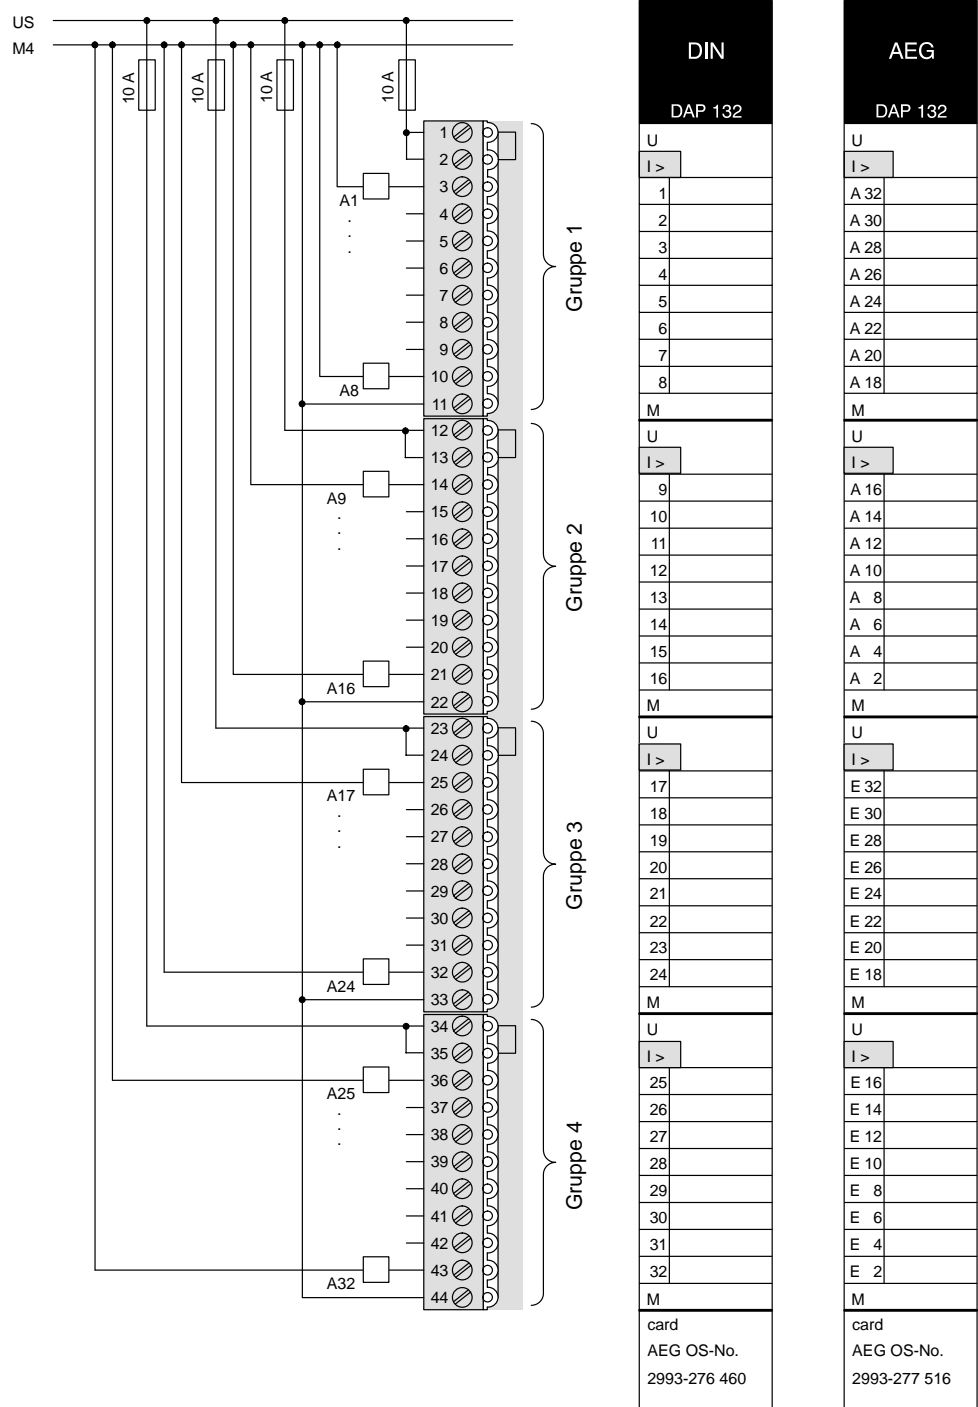 US
M4
10 A
10 A
10 A
10 A
1
2
3
A1
.
.
.
4
5
6
7
8
9
10
A8
11
Gruppe 1
12
13
14
A9
.
.
.
15
16
17
18
19
20
21
A16
22
Gruppe 2
23
24
25
A17
.
.
.
26
27
28
29
30
31
32
A24
33
Gruppe 3
34
35
36
A25
.
.
.
37
38
39
40
41
42
43
A32
44
Gruppe 4
DIN
DAP 132
U
I >
1
2
3
4
5
6
7
8
M
U
I >
9
10
11
12
13
14
15
16
M
U
I >
17
18
19
20
21
22
23
24
M
U
I >
25
26
27
28
29
30
31
32
M
card
AEG OS-No.
2993-276 460
AEG
DAP 132
U
I >
A 32
A 30
A 28
A 26
A 24
A 22
A 20
A 18
M
U
I >
A 16
A 14
A 12
A 10
A 8
A 6
A 4
A 2
M
U
I >
E 32
E 30
E 28
E 26
E 24
E 22
E 20
E 18
M
U
I >
E 16
E 14
E 12
E 10
E 8
E 6
E 4
E 2
M
card
AEG OS-No.
2993-277 516